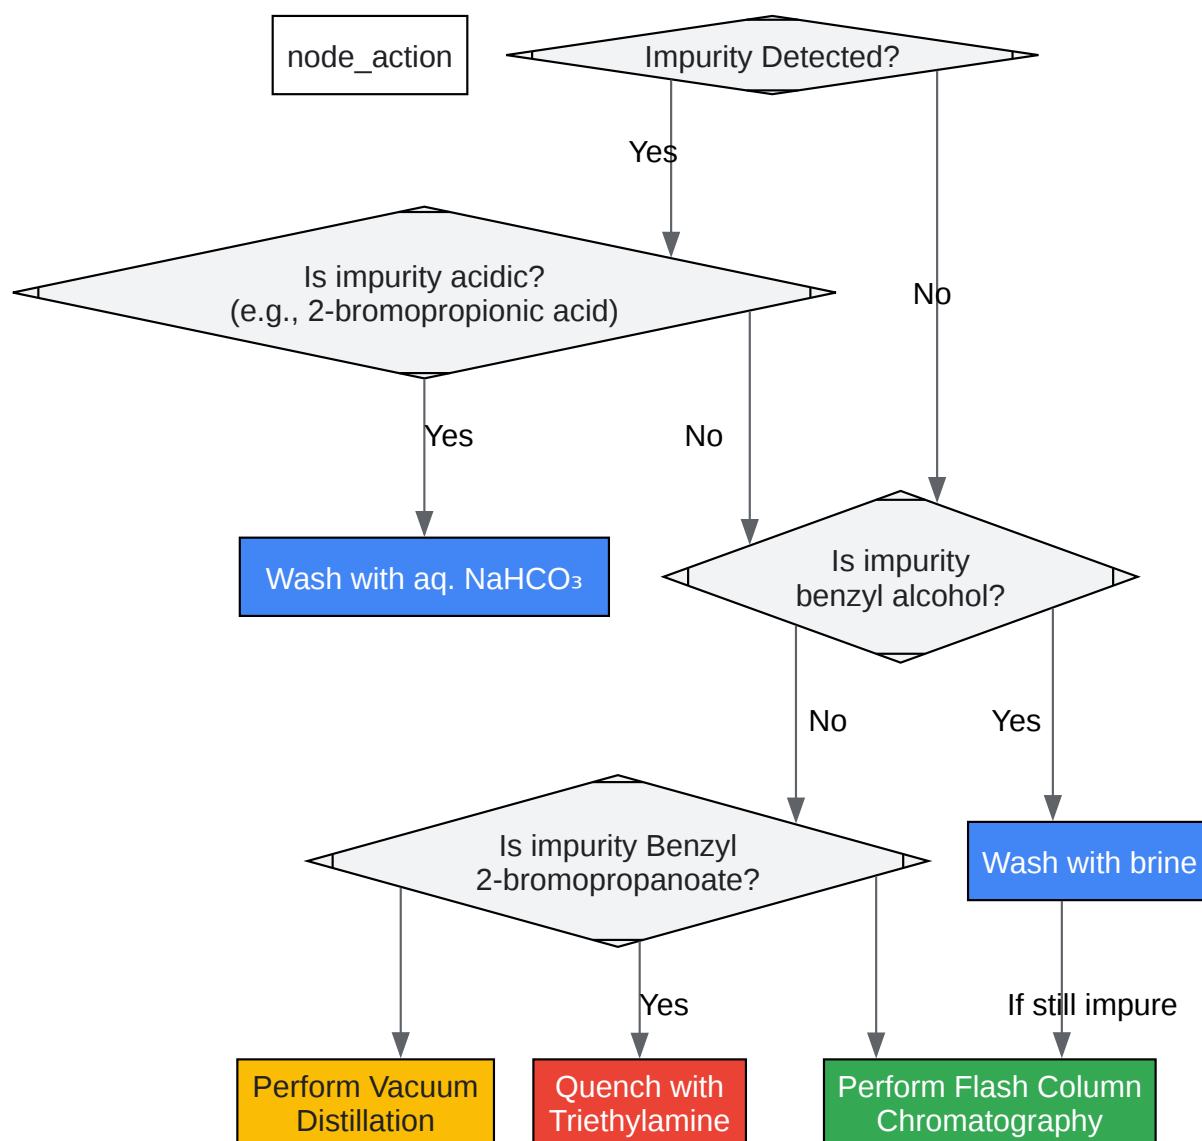 node_action
Impurity Detected?
Yes
No
Is impurity acidic?
(e.g., 2-bromopropionic acid)
Yes
No
Wash with aq. NaHCO₃
Is impurity
benzyl alcohol?
No
Yes
Is impurity Benzyl
2-bromopropanoate?
Wash with brine
Yes
If still impure
Perform Vacuum
Distillation
Quench with
Triethylamine
Perform Flash Column
Chromatography